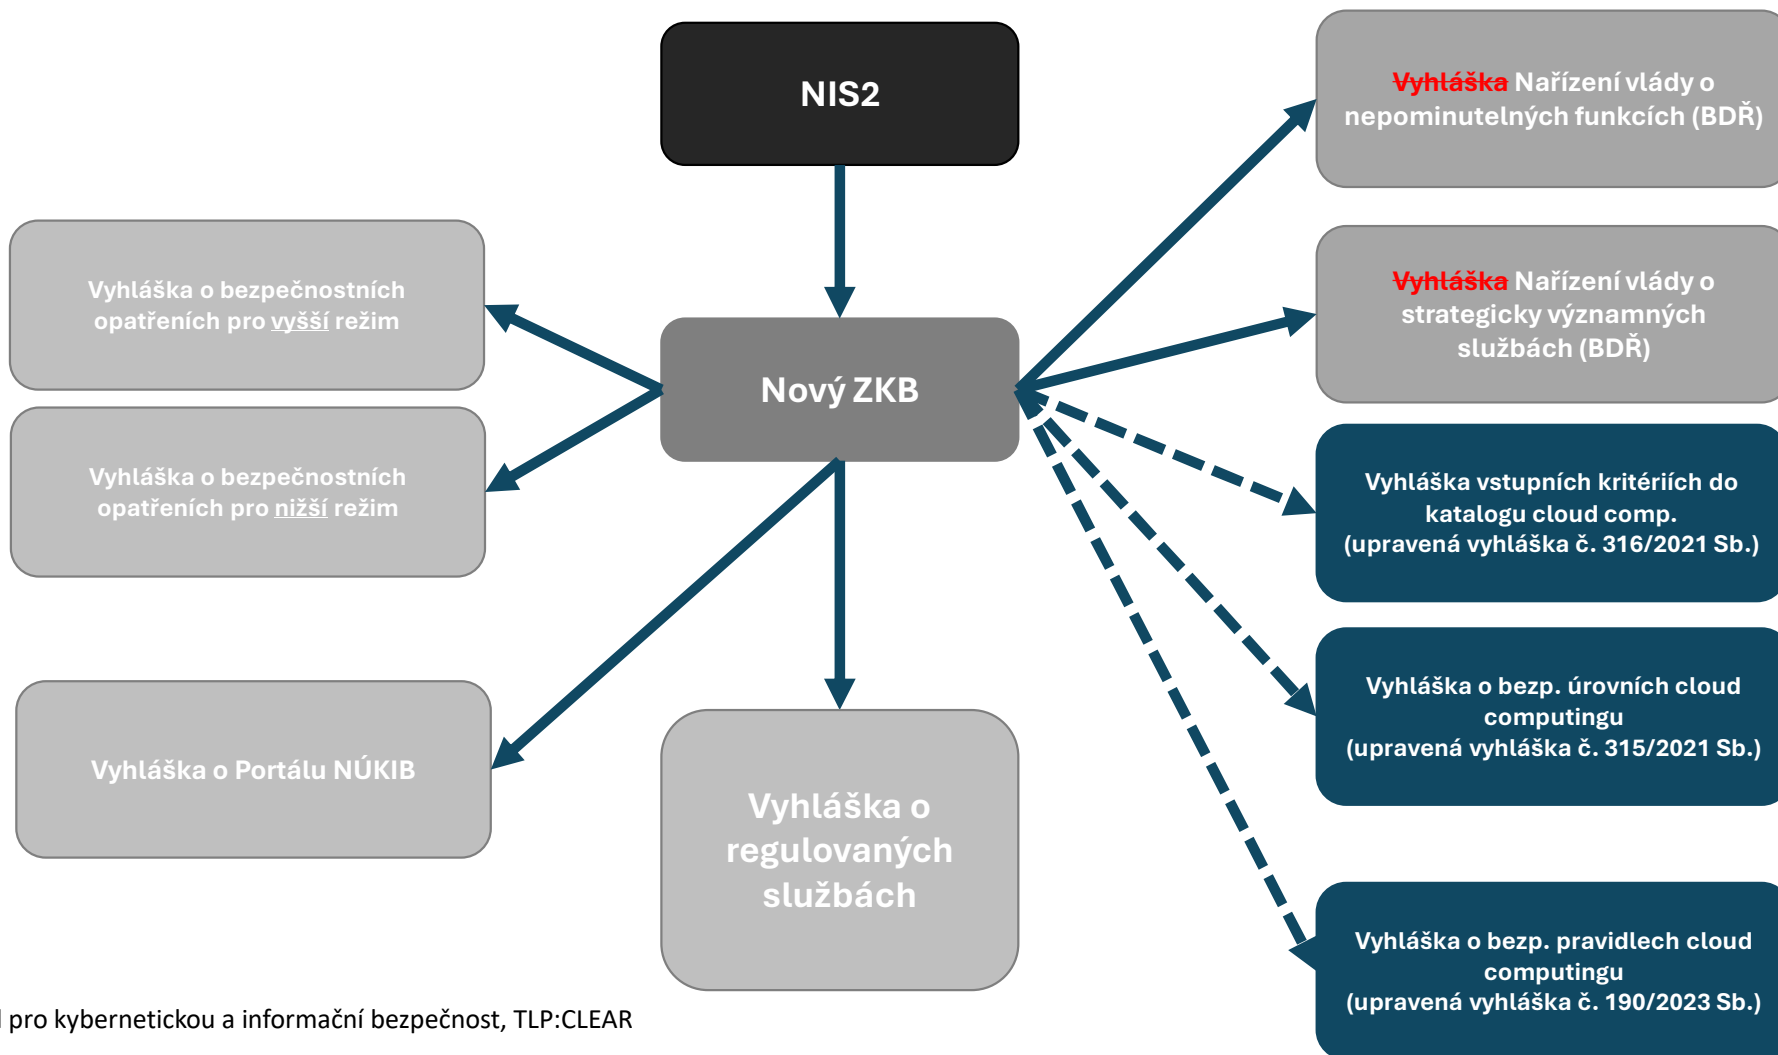 NIS2
Vyhláška Nařízení vlády o
nepominutelných funkcích (BDŘ)
Vyhláška o bezpečnostních
opatřeních pro vyšší režim
Vyhláška Nařízení vlády o
strategicky významných
službách (BDŘ)
Nový ZKB
Vyhláška o bezpečnostních
opatřeních pro nižší režim
Vyhláška vstupních kritériích do
katalogu cloud comp.
(upravená vyhláška č. 316/2021 Sb.)
Vyhláška o bezp. úrovních cloud
computingu
(upravená vyhláška č. 315/2021 Sb.)
Vyhláška o Portálu NÚKIB
Vyhláška o
regulovaných
službách
Vyhláška o bezp. pravidlech cloud
computingu
(upravená vyhláška č. 190/2023 Sb.)
pro kybernetickou a informační bezpečnost, TLP:CLEAR